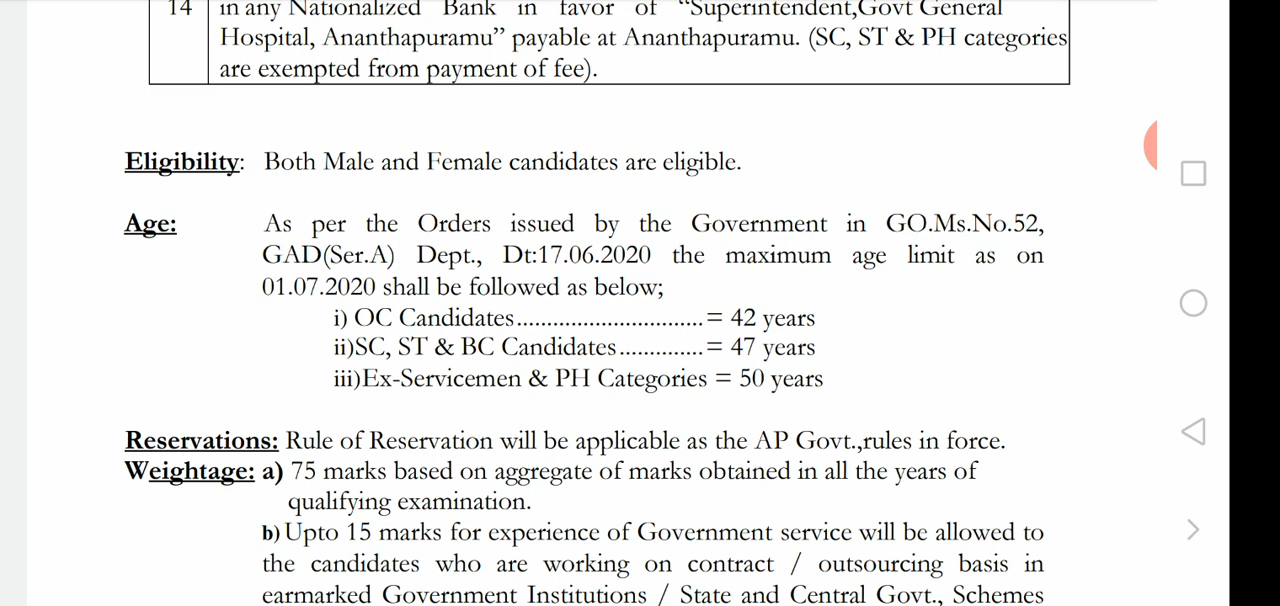 14 in any Nationalized Bank in favor of "Superintendent,Govt General
Hospital, Ananthapuramu” payable at Ananthapuramu. (SC, ST & PH categories
are exempted from payment of fee).
Eligibility: Both Male and Female candidates are eligible.
Age: As per the Orders issued by the Government in GO.Ms.No.52,
GAD(Ser.A) Dept., Dt:17.06.2020 the maximum age limit as on
01.07.2020 shall be followed as below;
i) OC Candidates...............................= 42 years
ii)SC, ST & BC Candidates..............= 47 years
iii)Ex-Servicemen & PH Categories = 50 years
Reservations: Rule of Reservation will be applicable as the AP Govt.,rules in force.
Weightage: a) 75 marks based on aggregate of marks obtained in all the years of
qualifying examination.
b) Upto 15 marks for experience of Government service will be allowed to
the candidates who are working on contract / outsourcing basis in
earmarked Government Institutions / State and Central Govt., Schemes